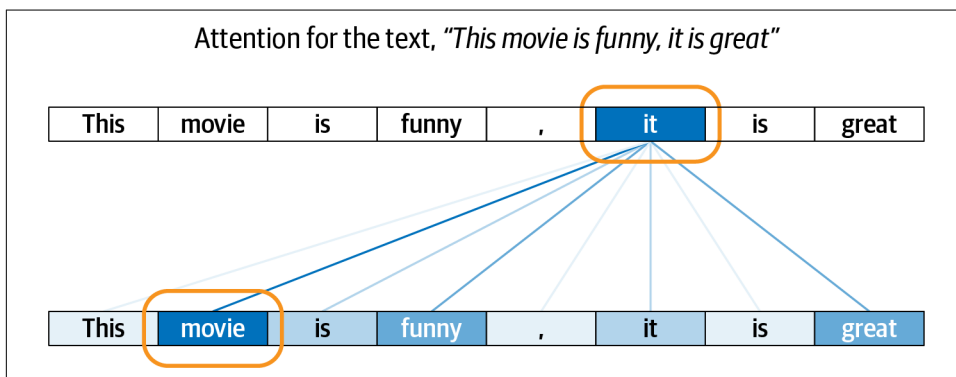 Attention for the text, “This movie is funny, it is great”
This movie is funny , it is great
This movie is funny , it is great